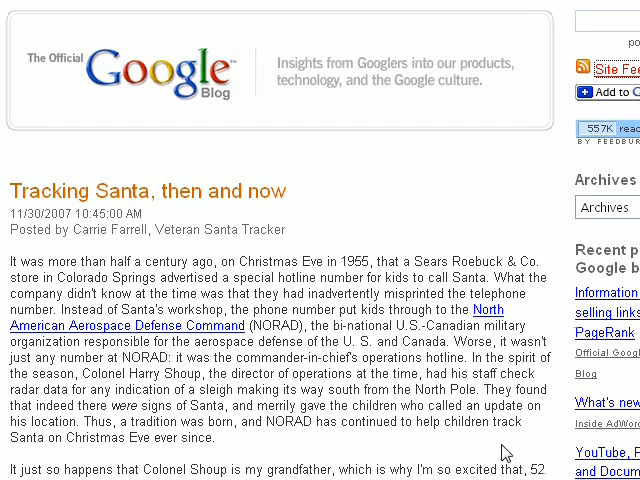 The Official
Google™
Blog
Insights from Googlers into our products,
technology, and the Google culture.
Tracking Santa, then and now
11/30/2007 10:45:00 AM
Posted by Carrie Farrell, Veteran Santa Tracker
It was more than half a century ago, on Christmas Eve in 1955, that a Sears Roebuck & Co.
store in Colorado Springs advertised a special hotline number for kids to call Santa. What the
company didn't know at the time was that they had inadvertently misprinted the telephone
number. Instead of Santa's workshop, the phone number put kids through to the North
American Aerospace Defense Command (NORAD), the bi-national U.S.-Canadian military
organization responsible for the aerospace defense of the U. S. and Canada. Worse, it wasn't
just any number at NORAD: it was the commander-in-chief's operations hotline. In the spirit of
the season, Colonel Harry Shoup, the director of operations at the time, had his staff check
radar data for any indication of a sleigh making its way south from the North Pole. They found
that indeed there were signs of Santa, and merrily gave the children who called an update on
his location. Thus, a tradition was born, and NORAD has continued to help children track
Santa on Christmas Eve ever since.
It just so happens that Colonel Shoup is my grandfather, which is why I'm so excited that, 52
po
Site Fee
Add to G
557K read
BY FEEDBUR
Archives
Archives
Recent p
Google b
Information
selling links
PageRank
Official Googl
Blog
What's new
Inside AdWor
YouTube, F
and Docum